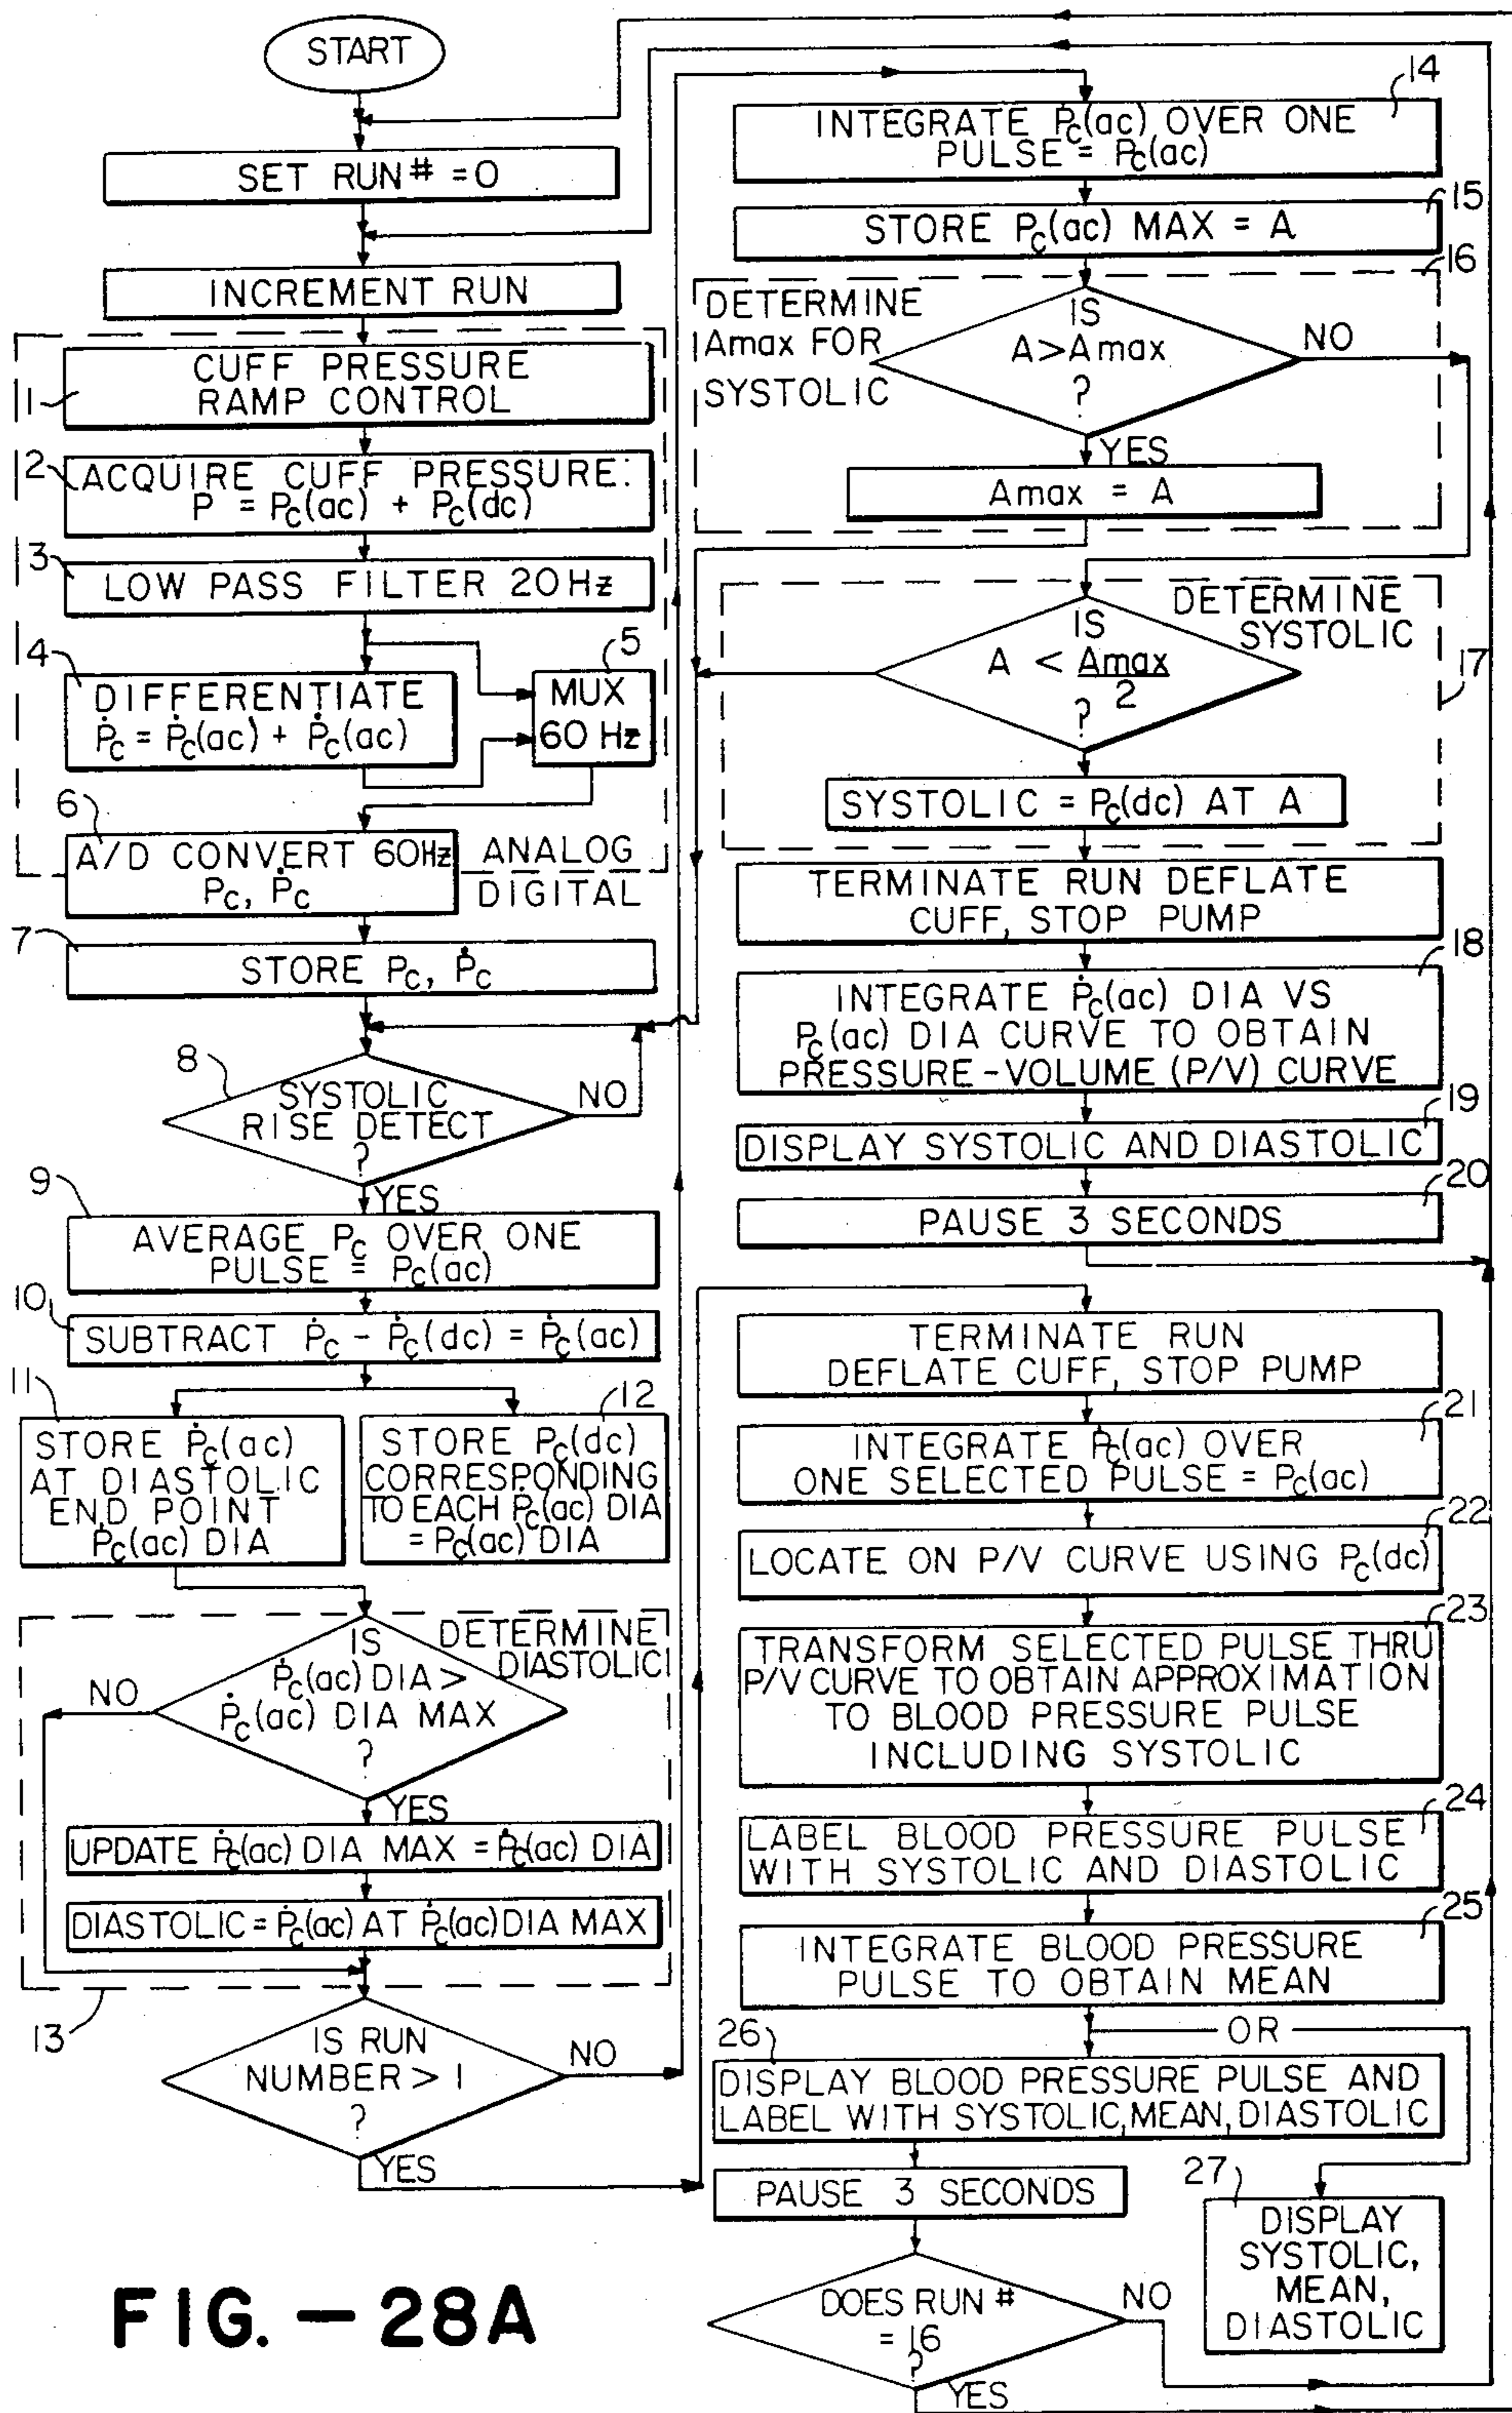 START
SET RUN # = 0
INCREMENT RUN
1
CUFF PRESSURE
RAMP CONTROL
2
ACQUIRE CUFF PRESSURE:
P = Pc(ac) + Pc(dc)
3
LOW PASS FILTER 20 Hz
4
DIFFERENTIATE
Ṗc = Ṗc(ac) + Ṗc(ac)
5
MUX
60 Hz
6
A/D CONVERT 60Hz
Pc, Ṗc
ANALOG
DIGITAL
7
STORE Pc, Ṗc
8
SYSTOLIC
RISE DETECT
?
NO
YES
9
AVERAGE Pc OVER ONE
PULSE = Pc(ac)
10
SUBTRACT Ṗc - Ṗc(dc) = Ṗc(ac)
11
STORE Ṗc(ac)
AT DIASTOLIC
END POINT
Ṗc(ac) DIA
12
STORE Pc(dc)
CORRESPONDING
TO EACH Ṗc(ac) DIA
= Pc(ac) DIA
DETERMINE
DIASTOLIC
IS
Ṗc(ac) DIA >
Ṗc(ac) DIA MAX
?
NO
YES
UPDATE Ṗc(ac) DIA MAX = Ṗc(ac) DIA
DIASTOLIC = Ṗc(ac) AT Ṗc(ac) DIA MAX
13
IS RUN
NUMBER > 1
?
NO
YES
14
INTEGRATE Ṗc(ac) OVER ONE
PULSE = Pc(ac)
15
STORE Pc(ac) MAX = A
16
DETERMINE
Amax FOR
SYSTOLIC
IS
A > Amax
?
NO
YES
Amax = A
DETERMINE
SYSTOLIC
17
IS
A < Amax
2
?
SYSTOLIC = Pc(dc) AT A
TERMINATE RUN DEFLATE
CUFF, STOP PUMP
18
INTEGRATE Ṗc(ac) DIA VS
Pc(ac) DIA CURVE TO OBTAIN
PRESSURE-VOLUME (P/V) CURVE
19
DISPLAY SYSTOLIC AND DIASTOLIC
20
PAUSE 3 SECONDS
TERMINATE RUN
DEFLATE CUFF, STOP PUMP
21
INTEGRATE Ṗc(ac) OVER
ONE SELECTED PULSE = Pc(ac)
22
LOCATE ON P/V CURVE USING Pc(dc)
23
TRANSFORM SELECTED PULSE THRU
P/V CURVE TO OBTAIN APPROXIMATION
TO BLOOD PRESSURE PULSE
INCLUDING SYSTOLIC
24
LABEL BLOOD PRESSURE PULSE
WITH SYSTOLIC AND DIASTOLIC
25
INTEGRATE BLOOD PRESSURE
PULSE TO OBTAIN MEAN
OR
26
DISPLAY BLOOD PRESSURE PULSE AND
LABEL WITH SYSTOLIC, MEAN, DIASTOLIC
PAUSE 3 SECONDS
27
DISPLAY
SYSTOLIC,
MEAN,
DIASTOLIC
DOES RUN #
= 16
?
NO
YES
FIG. — 28A